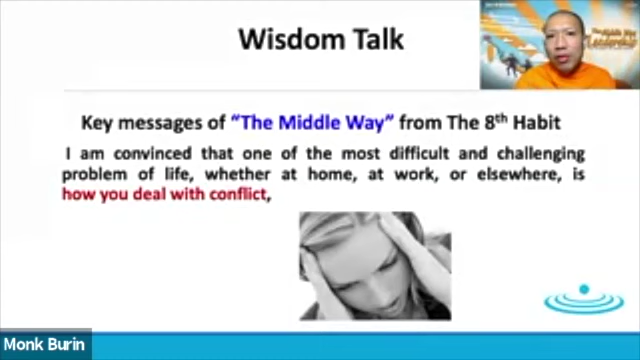 Wisdom Talk
Key messages of “The Middle Way” from The 8th Habit
I am convinced that one of the most difficult and challenging
problem of life, whether at home, at work, or elsewhere, is
how you deal with conflict,
Monk Burin